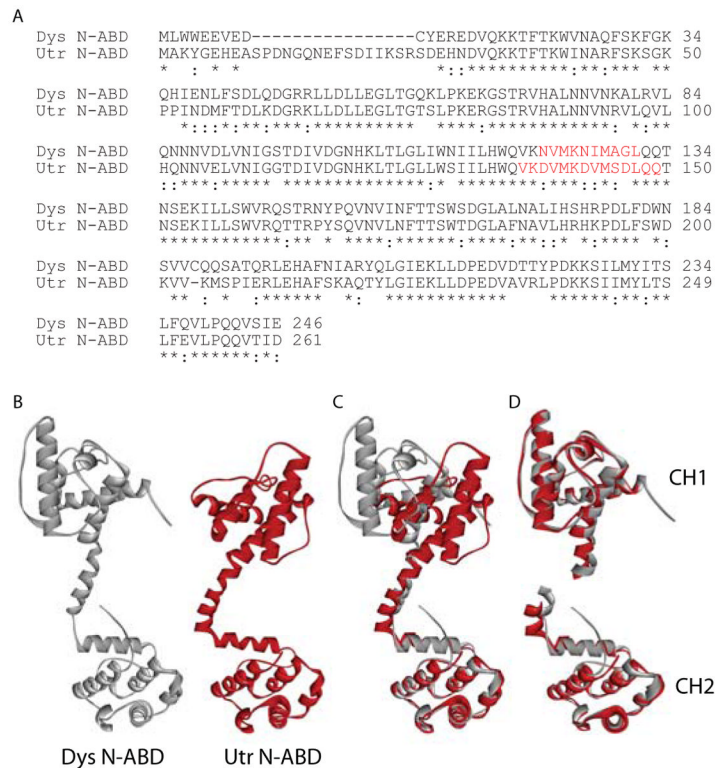 A
Dys N-ABD MLWWEEVED----------------CYEREDVQKKTFTKWVNAQFSKFGK 34
Utr N-ABD MAKYGEHEASPDNGQNEFSDIIKSRSDEHNDVQKKTFTKWINARFSKSGK 50
* : * * *::**********:**:*** **
Dys N-ABD QHIENLFSDLQDGRRLLDLLEGLTGQKLPKEKGSTRVHALNNVNKALRVL 84
Utr N-ABD PPINDMFTDLKDGRKLLDLLEGLTGTSLPKERGSTRVHALNNVNRVLQVL 100
*:::*:**:***:********** .****:************:.*:**
Dys N-ABD QNNNVDLVNIGSTDIVDGNHKLTLGLIWNIILHWQVKNVMKNIMAGLQQT 134
Utr N-ABD HQNNVELVNIGGTDIVDGNHKLTLGLLWSIILHWQVKDVMKDVMSDLQQT 150
::***:*****.**************:*.********:***::*:.****
Dys N-ABD NSEKILLSWVRQSTRNYPQVNVINFTTSWSDGLALNALIHSHRPDLFDWN 184
Utr N-ABD NSEKILLSWVRQTTRPYSQVNVLNFTTSWTDGLAFNAVLHRHKPDLFSWD 200
************:** *.****:******:****:**::* *:****.*:
Dys N-ABD SVVCQQSATQRLEHAFNIARYQLGIEKLLDPEDVDTTYPDKKSILMYITS 234
Utr N-ABD KVV-KMSPIERLEHAFSKAQTYLGIEKLLDPEDVAVRLPDKKSIIMYLTS 249
.** : *. :******. *: ************ . ******:**:**
Dys N-ABD LFQVLPQQVSIE 246
Utr N-ABD LFEVLPQQVTID 261
**:******:*:
B
C
D
CH1
CH2
Dys N-ABD
Utr N-ABD